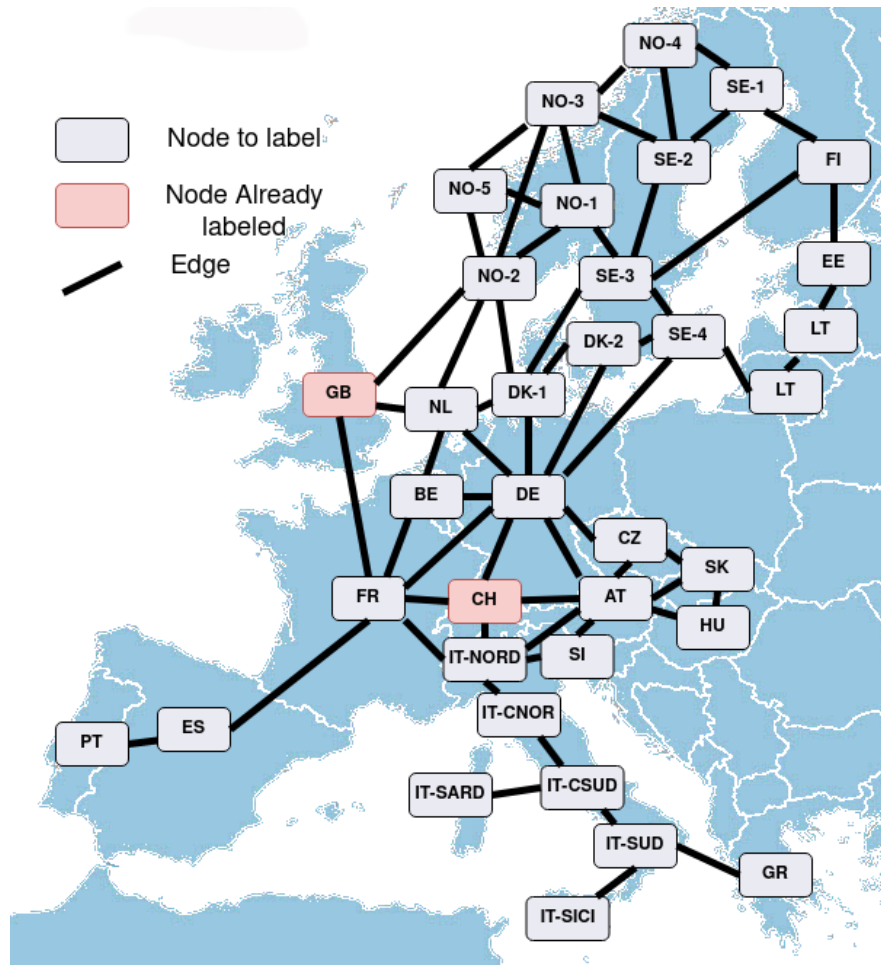 NO-4
SE-1
NO-3
Node to label
SE-2
FI
NO-5
Node Already
labeled
NO-1
Edge
NO-2
SE-3
EE
LT
DK-2
SE-4
GB
NL
DK-1
LT
BE
DE
CZ
SK
FR
CH
AT
HU
IT-NORD
SI
IT-CNOR
PT
ES
IT-SARD
IT-CSUD
IT-SUD
GR
IT-SICI